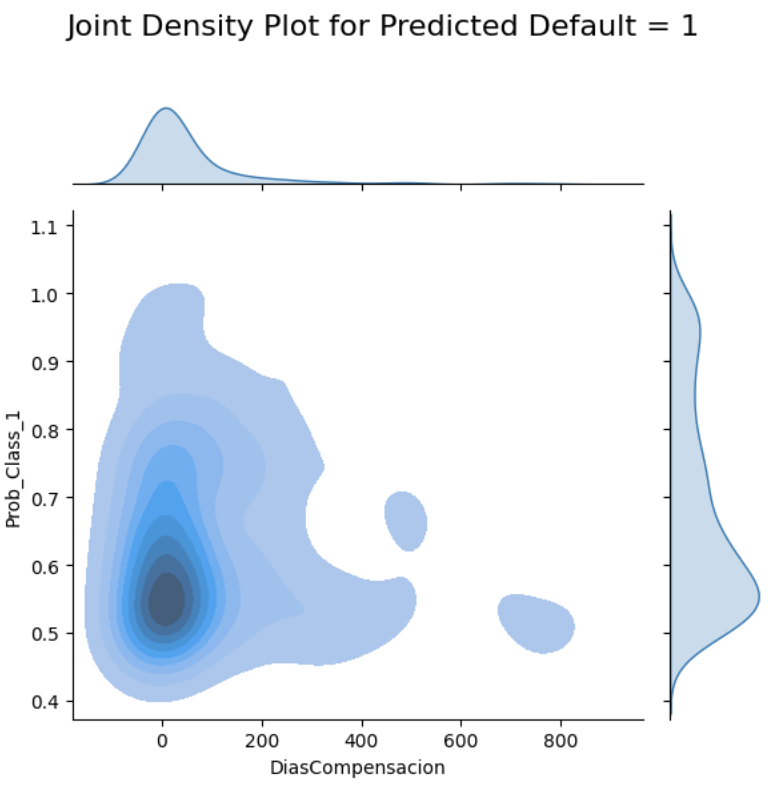 Joint Density Plot for Predicted Default = 1
1.1
1.0
0.9
0.8
0.7
0.6
0.5
0.4
Prob_Class_1
0 200 400 600 800
DiasCompensacion